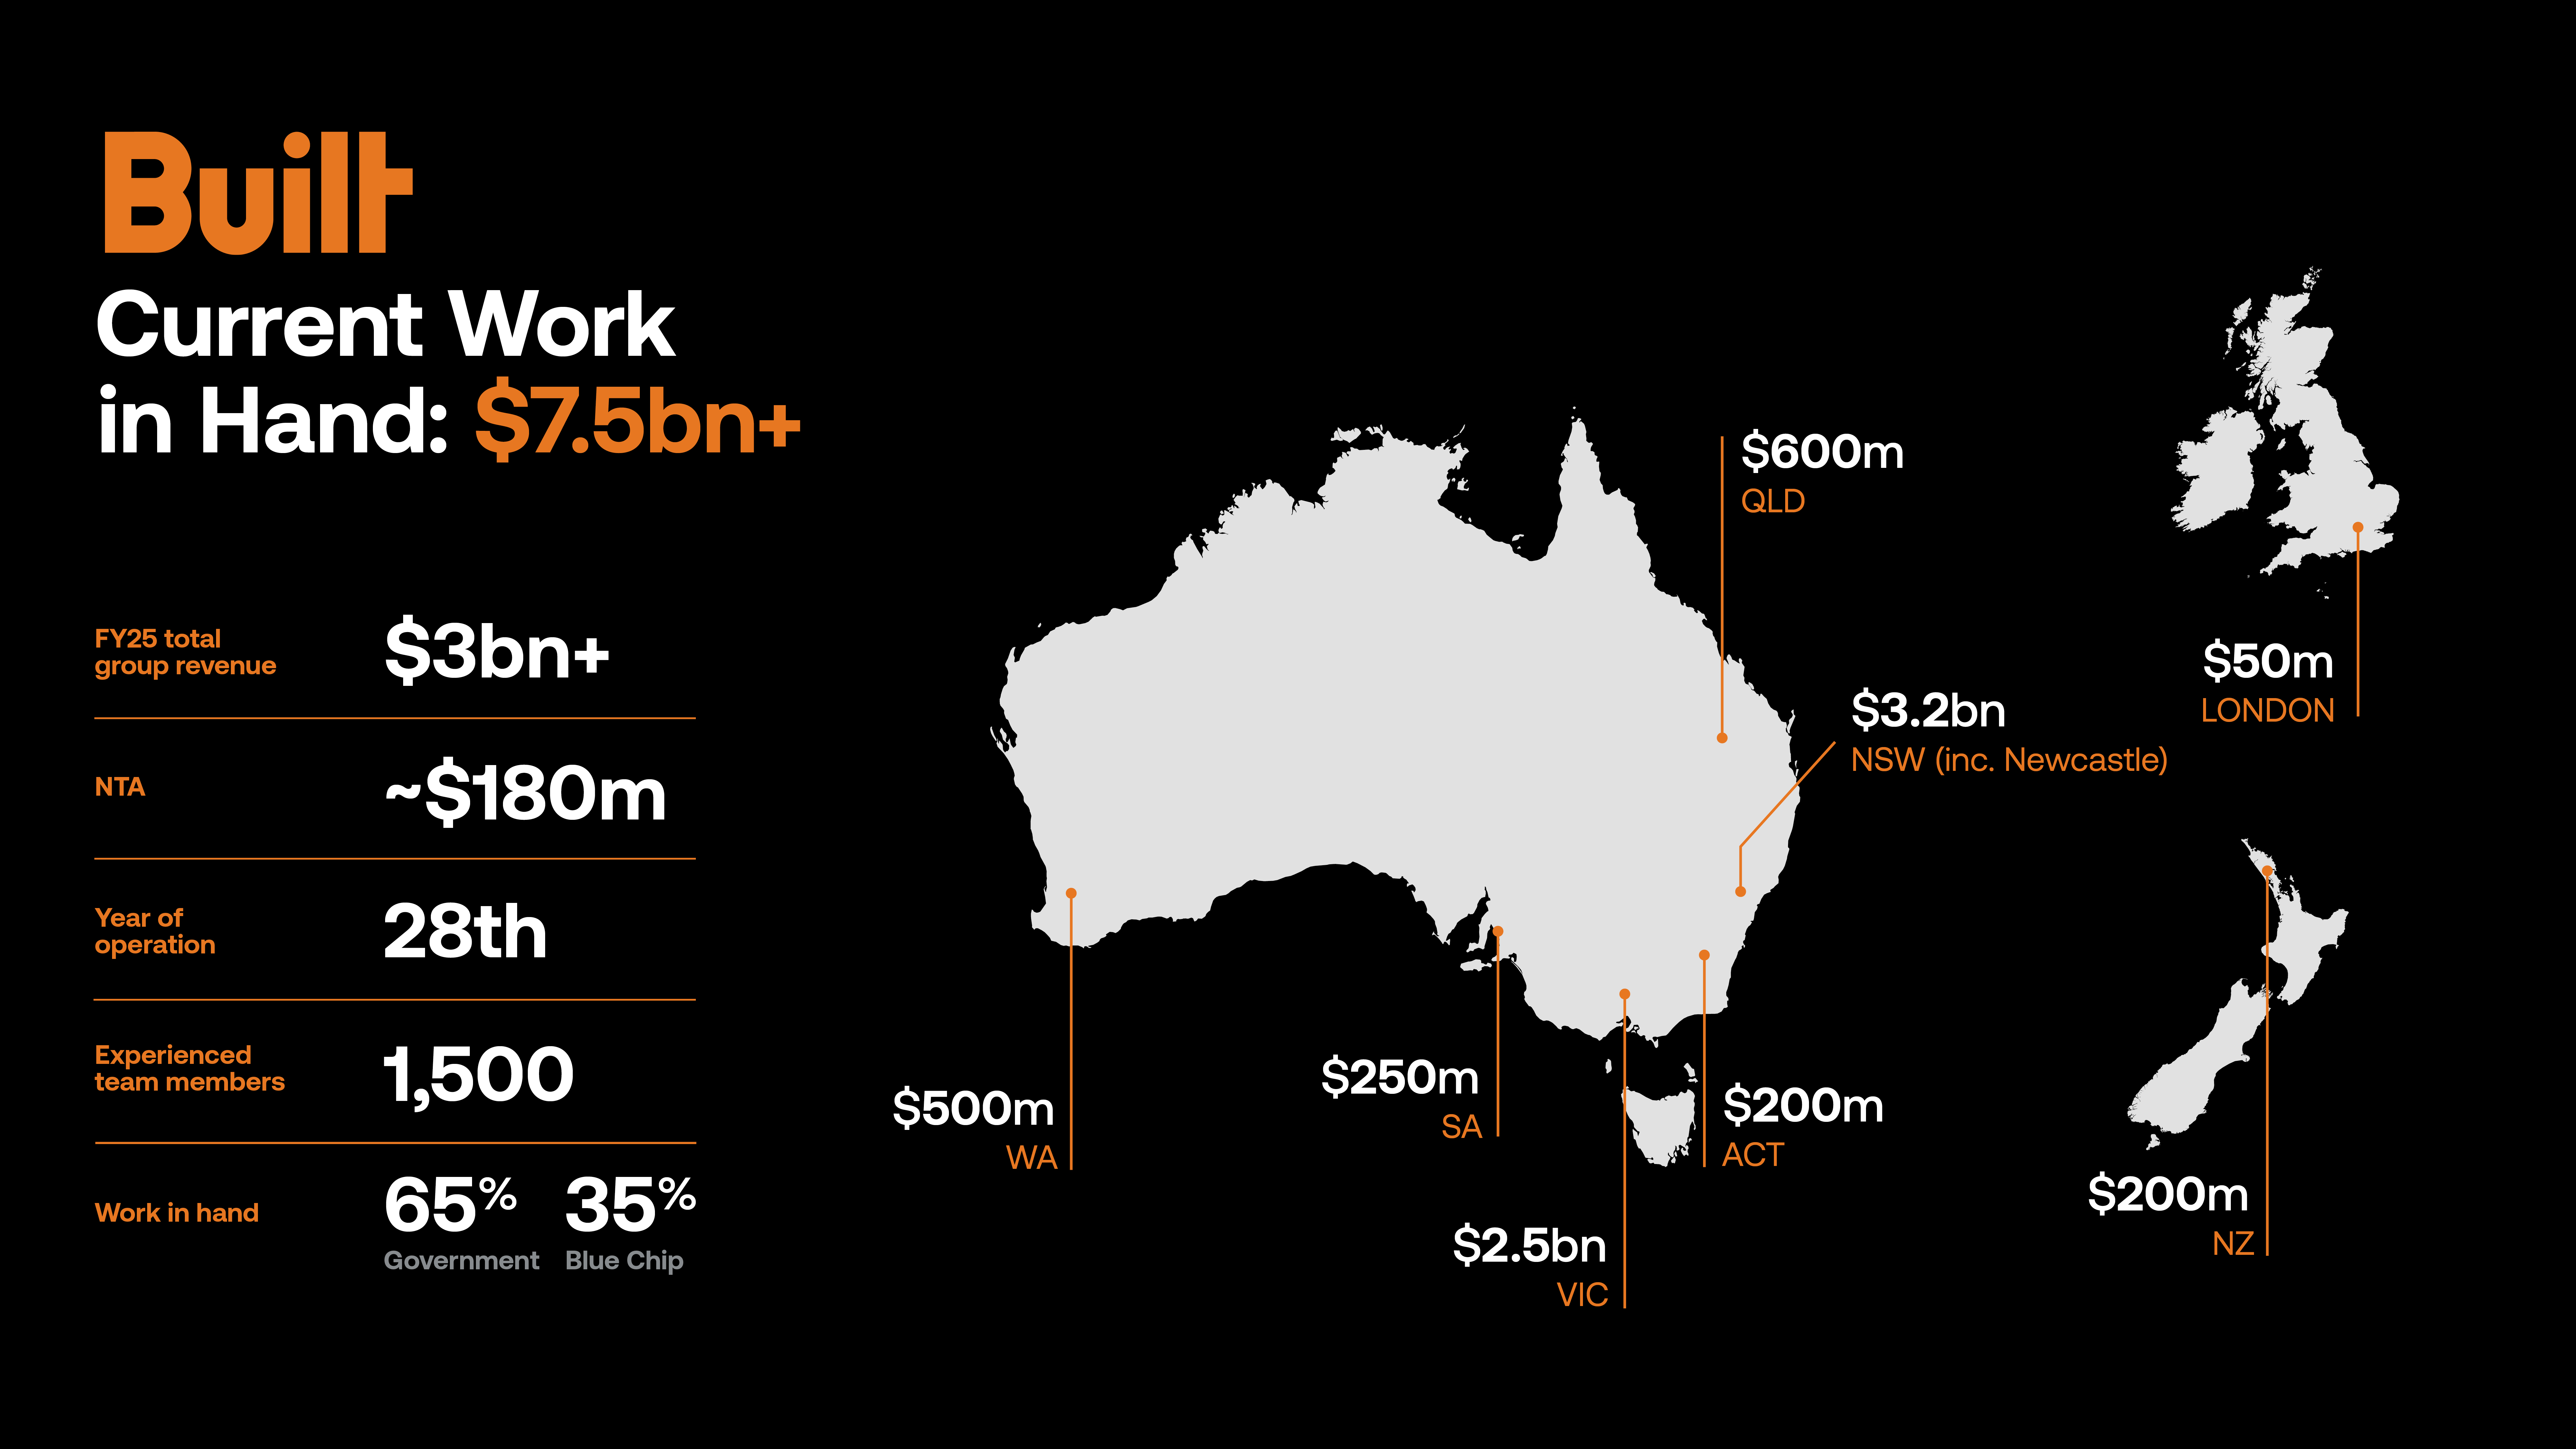 Built
Current Work
in Hand: $7.5bn+
FY25 total
group revenue
$3bn+
NTA
~$180m
Year of
operation
28th
Experienced
team members
1,500
Work in hand
65% 35%
Government Blue Chip
$600m
QLD
$3.2bn
NSW (inc. Newcastle)
$50m
LONDON
$500m
WA
$250m
SA
$2.5bn
VIC
$200m
ACT
$200m
NZ